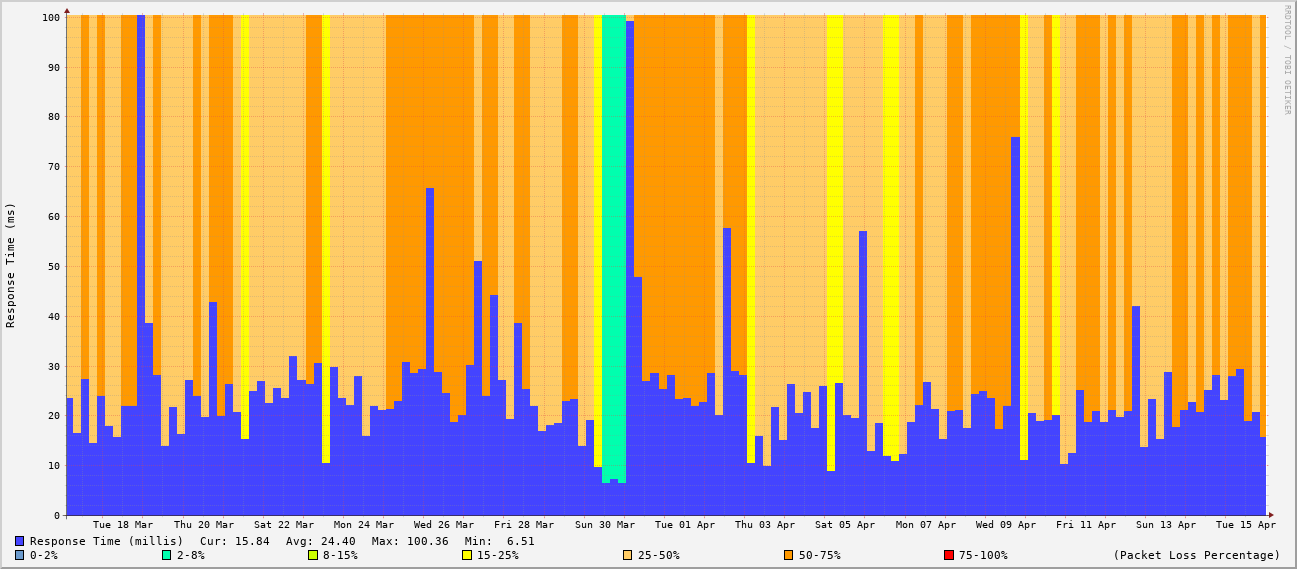 RRDTOOL / TOBI OETIKER
Response Time (ms)
100
90
80
70
60
50
40
30
20
10
0
Tue 18 Mar Thu 20 Mar Sat 22 Mar Mon 24 Mar Wed 26 Mar Fri 28 Mar Sun 30 Mar Tue 01 Apr Thu 03 Apr Sat 05 Apr Mon 07 Apr Wed 09 Apr Fri 11 Apr Sun 13 Apr Tue 15 Apr
Response Time (millis) Cur: 15.84 Avg: 24.40 Max: 100.36 Min: 6.51
0-2% 2-8% 8-15% 15-25% 25-50% 50-75% 75-100% (Packet Loss Percentage)